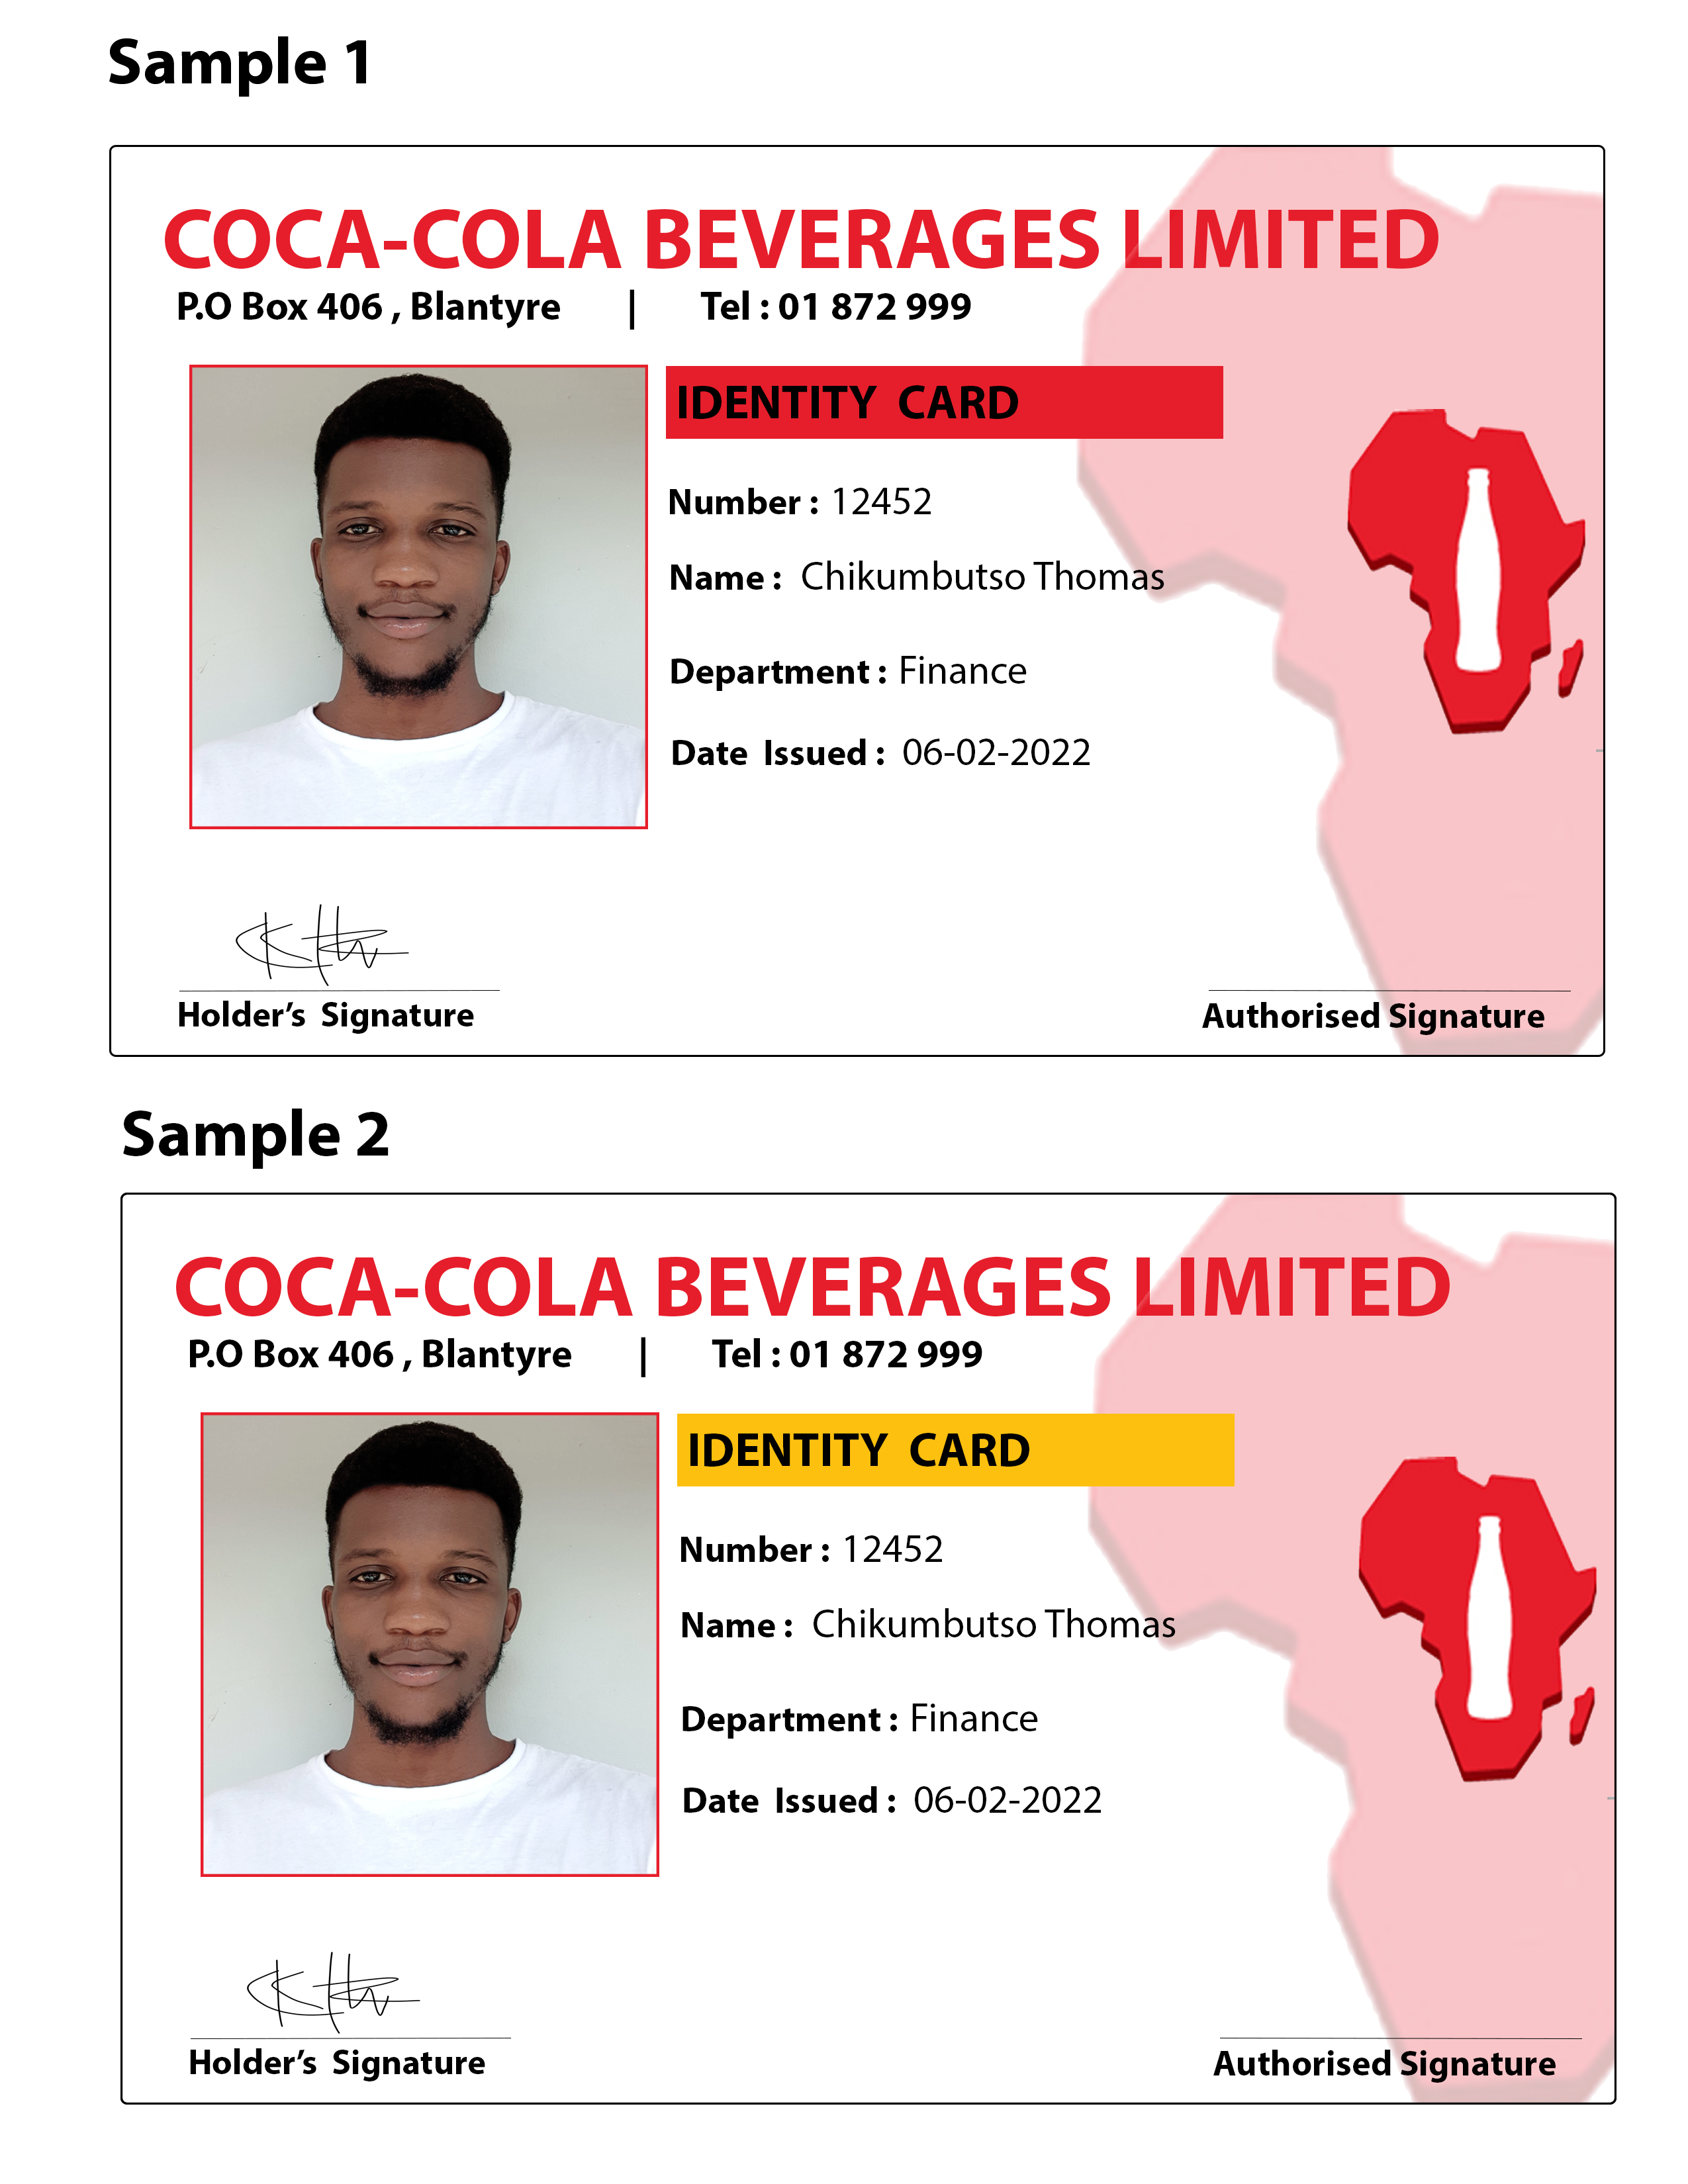 Sample 1
COCA-COLA BEVERAGES LIMITED
P.O Box 406 , Blantyre | Tel : 01 872 999
IDENTITY CARD
Number : 12452
Name : Chikumbutso Thomas
Department : Finance
Date Issued : 06-02-2022
Holder’s Signature
Authorised Signature
Sample 2
COCA-COLA BEVERAGES LIMITED
P.O Box 406 , Blantyre | Tel : 01 872 999
IDENTITY CARD
Number : 12452
Name : Chikumbutso Thomas
Department : Finance
Date Issued : 06-02-2022
Holder’s Signature
Authorised Signature